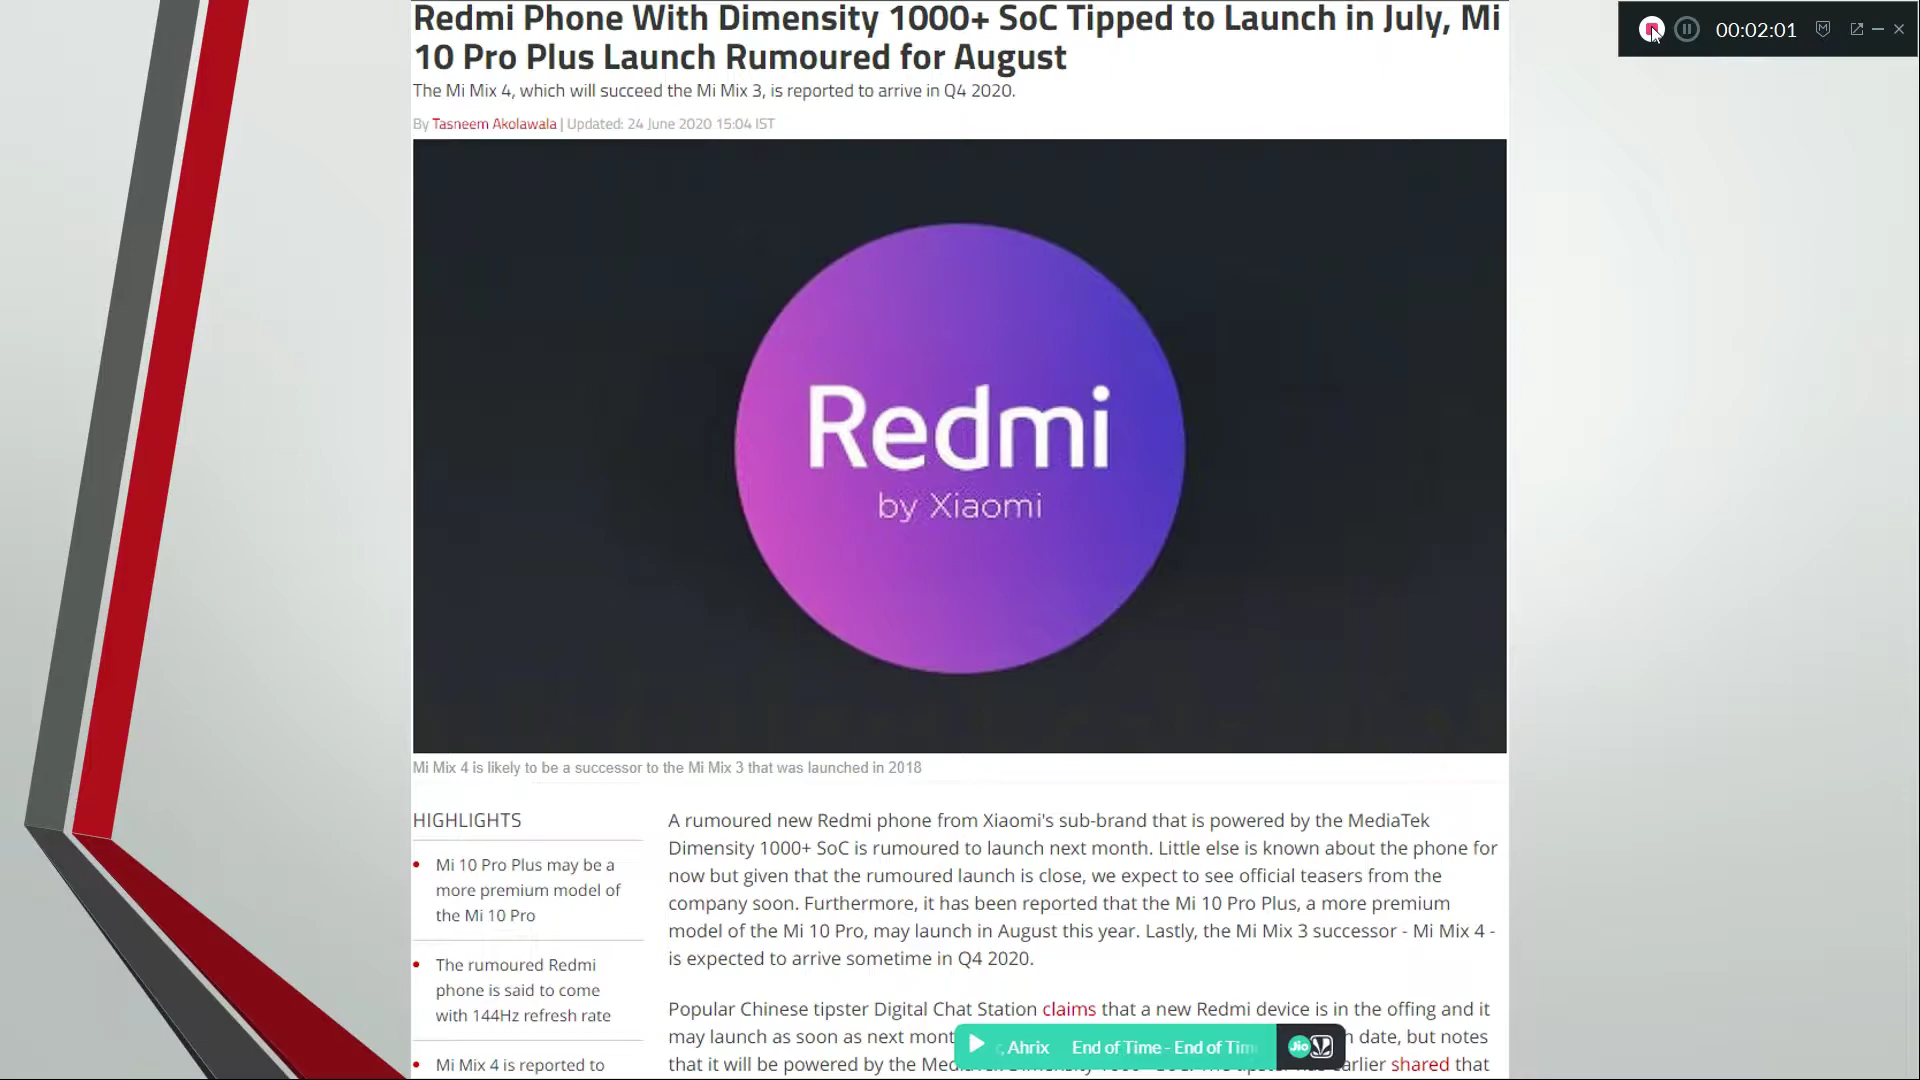 Redmi Phone With Dimensity 1000+ SoC Tipped to Launch in July, Mi
10 Pro Plus Launch Rumoured for August
The Mi Mix 4, which will succeed the Mi Mix 3, is reported to arrive in Q4 2020.
By Tasneem Akolawala | Updated: 24 June 2020 15:04 IST
00:02:01
Redmi
by Xiaomi
Mi Mix 4 is likely to be a successor to the Mi Mix 3 that was launched in 2018
HIGHLIGHTS
Mi 10 Pro Plus may be a
more premium model of
the Mi 10 Pro
The rumoured Redmi
phone is said to come
with 144Hz refresh rate
Mi Mix 4 is reported to
A rumoured new Redmi phone from Xiaomi's sub-brand that is powered by the MediaTek
Dimensity 1000+ SoC is rumoured to launch next month. Little else is known about the phone for
now but given that the rumoured launch is close, we expect to see official teasers from the
company soon. Furthermore, it has been reported that the Mi 10 Pro Plus, a more premium
model of the Mi 10 Pro, may launch in August this year. Lastly, the Mi Mix 3 successor - Mi Mix 4 -
is expected to arrive sometime in Q4 2020.
Popular Chinese tipster Digital Chat Station claims that a new Redmi device is in the offing and it
may launch as soon as next date, but notes
that it will be powered by the shared that
Ahrix End of Time - End of
Jio